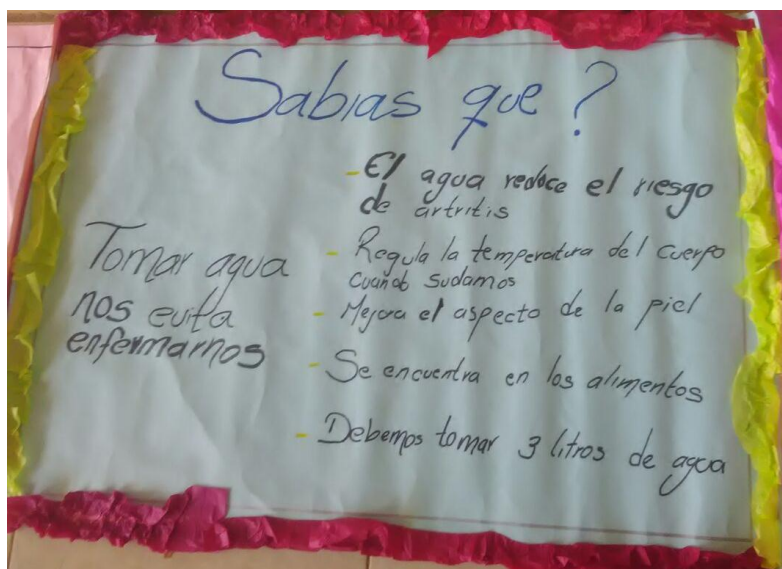 Sabias que?
Tomar agua
nos evita
enfermarnos
- El agua reduce el riesgo
de artritis
- Regula la temperatura del cuerpo
cuando sudamos
- Mejora el aspecto de la piel
- Se encuentra en los alimentos
- Debemos tomar 3 litros de agua